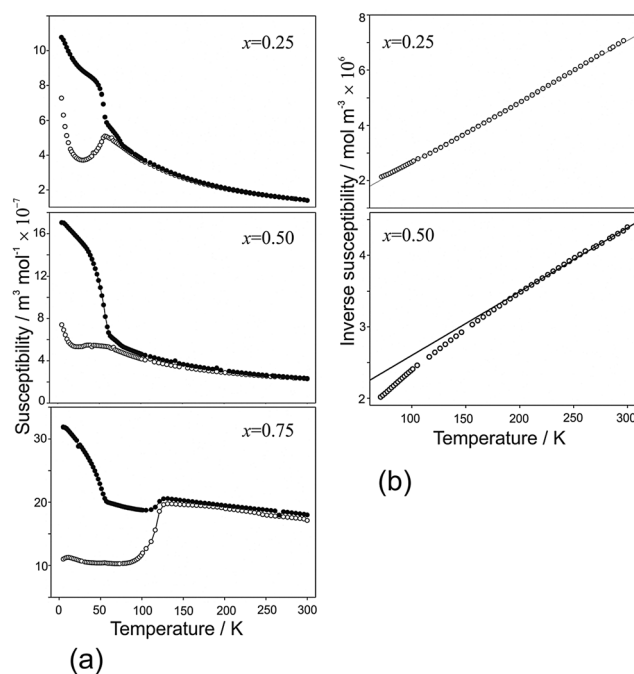 x=0.25
10
8
6
4
2
x=0.50
16
12
8
4
0
x=0.75
30
20
10
0
50
100
150
200
250
300
Susceptibility / m³ mol⁻¹ × 10⁻⁷
Temperature / K
(a)
x=0.25
8
6
4
2
x=0.50
4
3
2
100
150
200
250
300
Inverse susceptibility / mol m⁻³ × 10⁶
Temperature / K
(b)